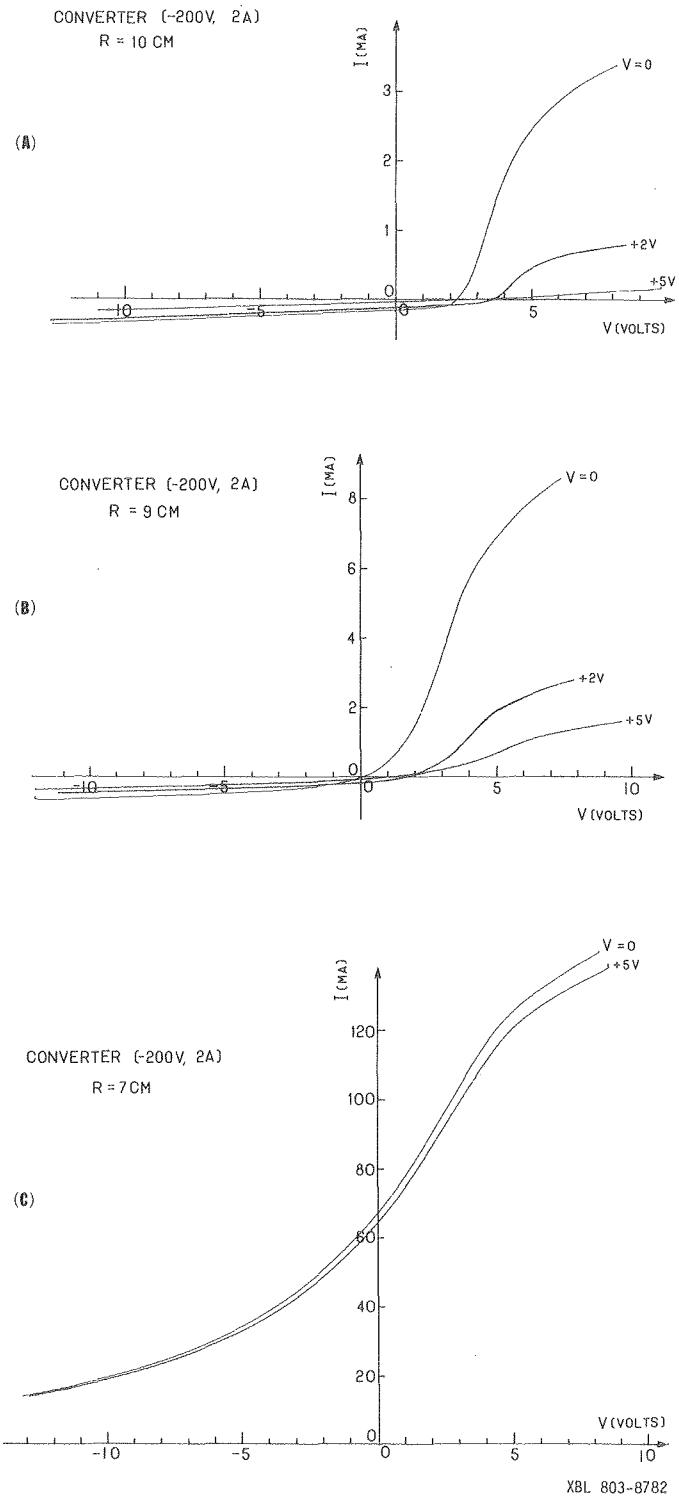 CONVERTER (-200V, 2A)
R = 10 CM
(A)
I (MA)
3
2
1
0
V=0
+2V
+5V
-10
-5
0
5
V (VOLTS)
CONVERTER (-200V, 2A)
R = 9 CM
(B)
I (MA)
8
6
4
2
0
V=0
+2V
+5V
-10
-5
0
5
10
V (VOLTS)
CONVERTER (-200V, 2A)
R = 7 CM
(C)
I (MA)
120
100
80
60
40
20
0
V=0
+5V
V (VOLTS)
-10
-5
0
5
10
XBL 803-8782